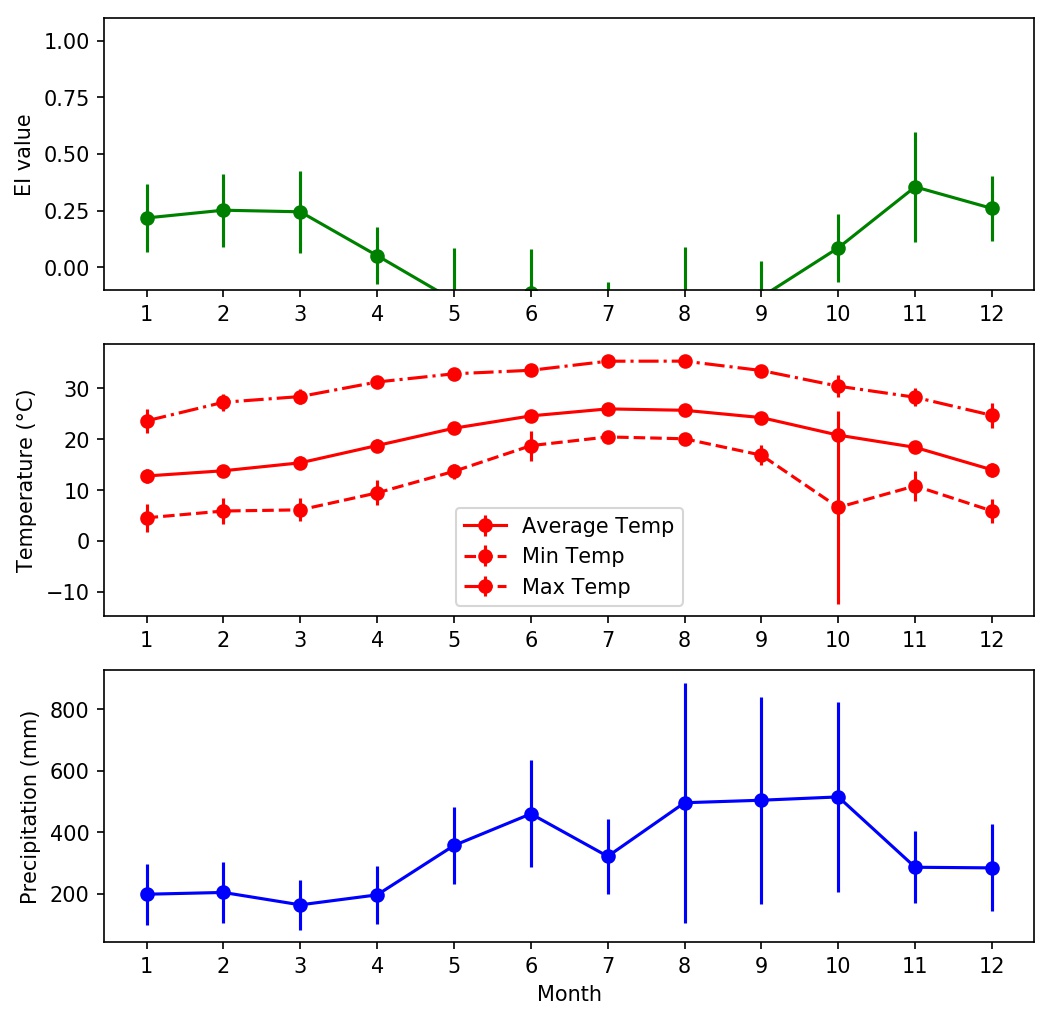 EI value
1.00
0.75
0.50
0.25
0.00
1 2 3 4 5 6 7 8 9 10 11 12
Temperature (°C)
30
20
10
0
−10
Average Temp
Min Temp
Max Temp
1 2 3 4 5 6 7 8 9 10 11 12
Precipitation (mm)
800
600
400
200
1 2 3 4 5 6 7 8 9 10 11 12
Month